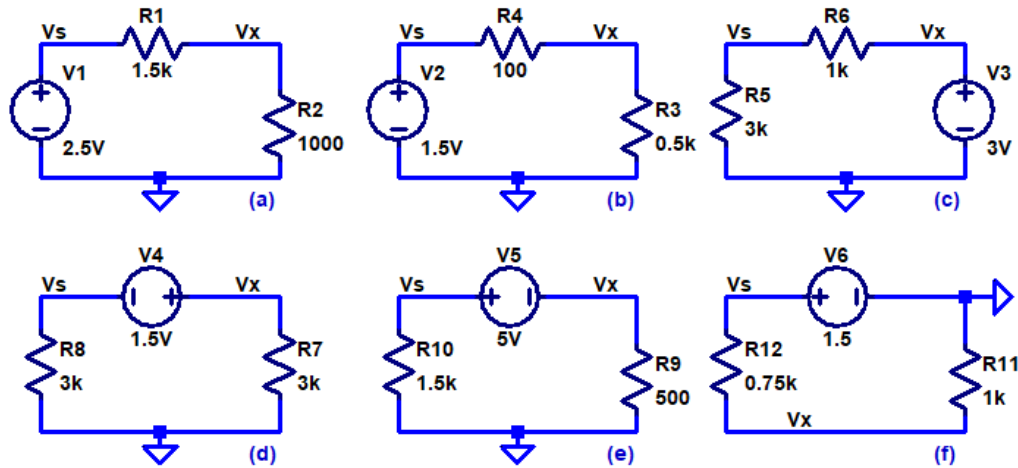 R1
Vs
Vx
V1
1.5k
R2
2.5V
1000
(a)
R4
Vs
Vx
V2
100
R3
0.5k
1.5V
(b)
R6
Vs
Vx
1k
V3
R5
3k
3V
(c)
V4
Vs
Vx
1.5V
R8
3k
R7
3k
(d)
V5
Vs
Vx
5V
R10
1.5k
R9
500
(e)
V6
Vs
1.5
R12
0.75k
R11
1k
Vx
(f)